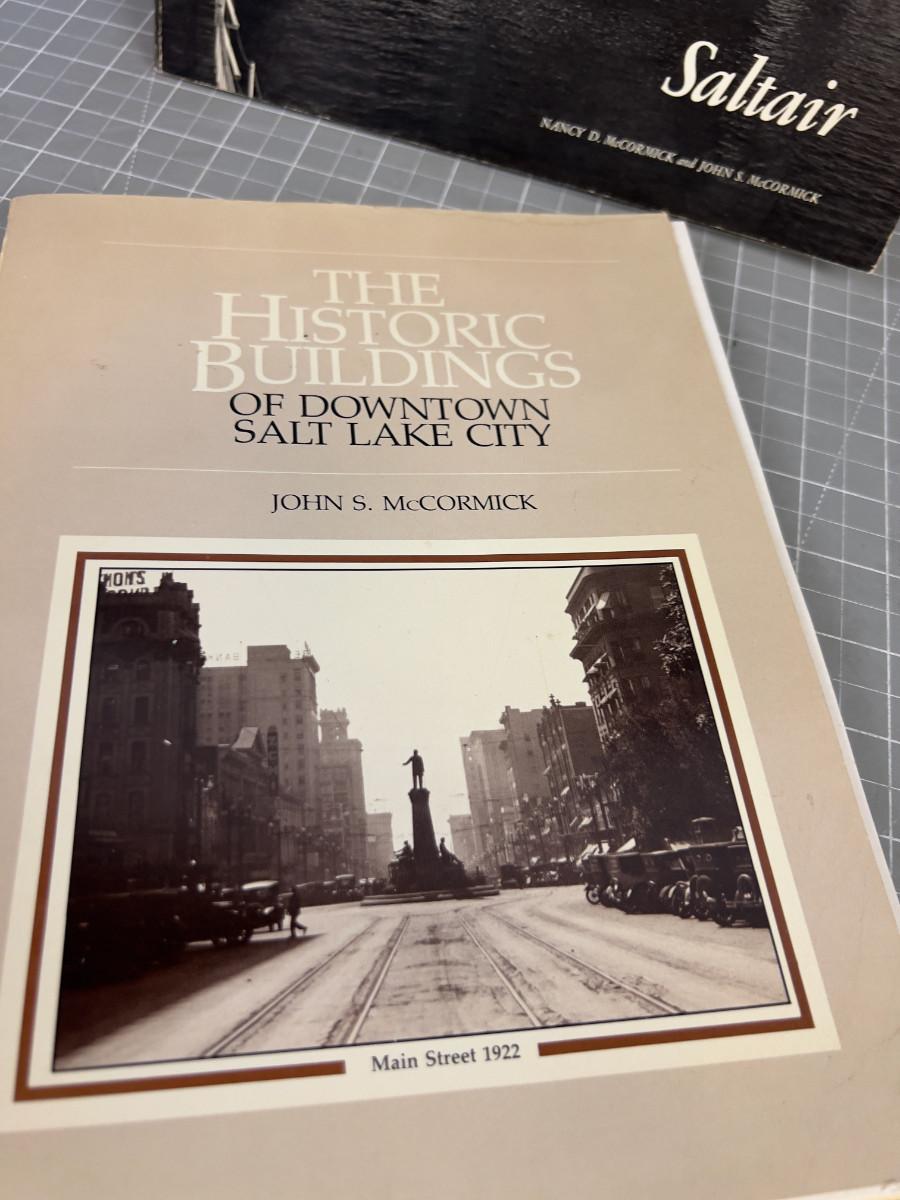 Saltair
NANCY D. McCORMICK and JOHN S. McCORMICK
THE
HISTORIC
BUILDINGS
OF DOWNTOWN
SALT LAKE CITY
JOHN S. McCORMICK
MON'S
Main Street 1922